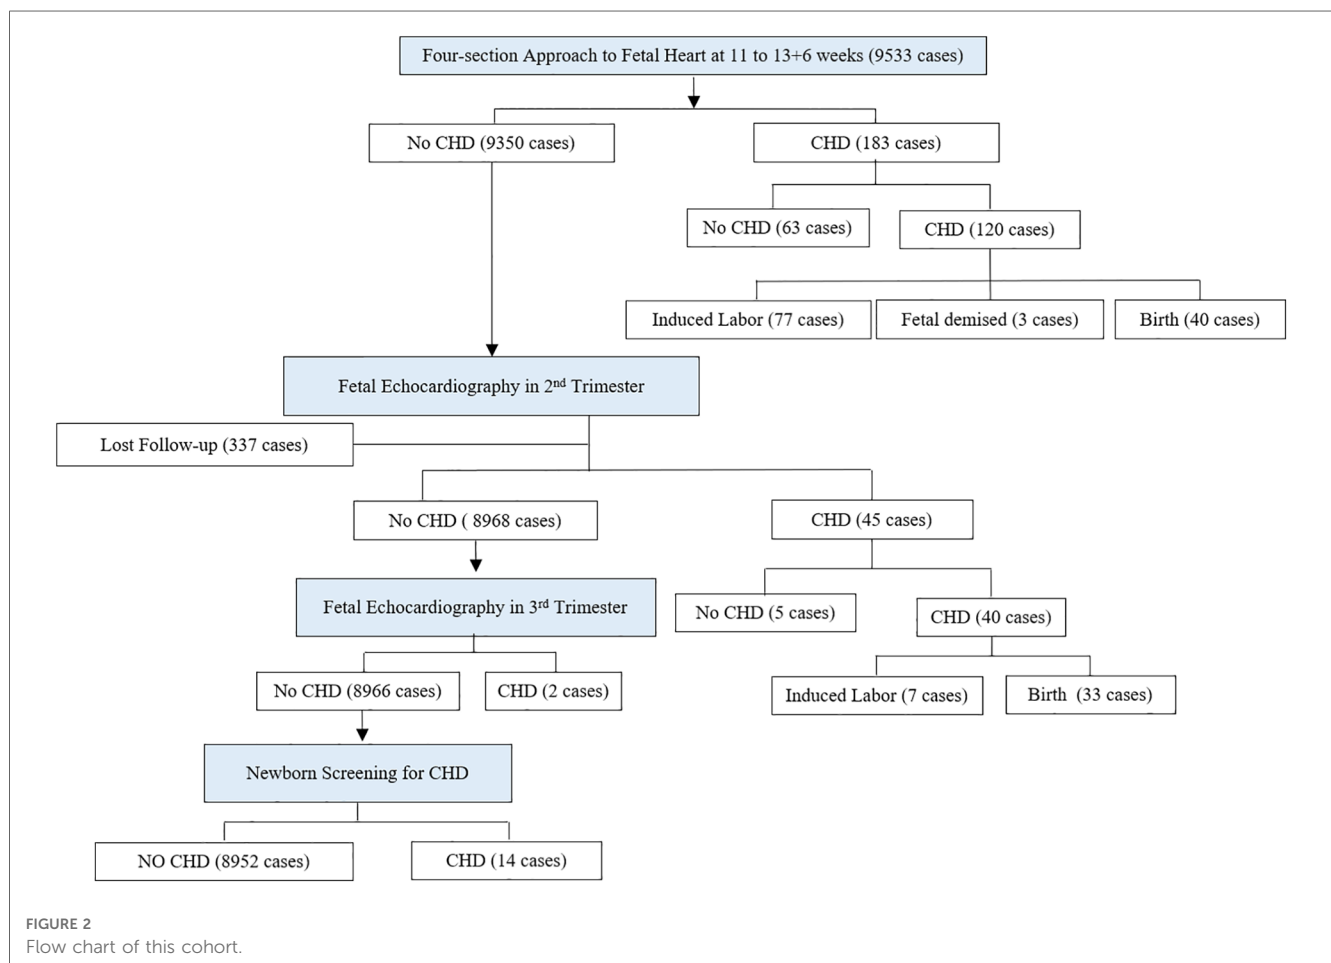 Four-section Approach to Fetal Heart at 11 to 13+6 weeks (9533 cases)
No CHD (9350 cases)
CHD (183 cases)
No CHD (63 cases)
CHD (120 cases)
Induced Labor (77 cases)
Fetal demised (3 cases)
Birth (40 cases)
Fetal Echocardiography in 2nd Trimester
Lost Follow-up (337 cases)
No CHD ( 8968 cases)
CHD (45 cases)
Fetal Echocardiography in 3rd Trimester
No CHD (5 cases)
CHD (40 cases)
No CHD (8966 cases)
CHD (2 cases)
Induced Labor (7 cases)
Birth (33 cases)
Newborn Screening for CHD
NO CHD (8952 cases)
CHD (14 cases)
FIGURE 2
Flow chart of this cohort.